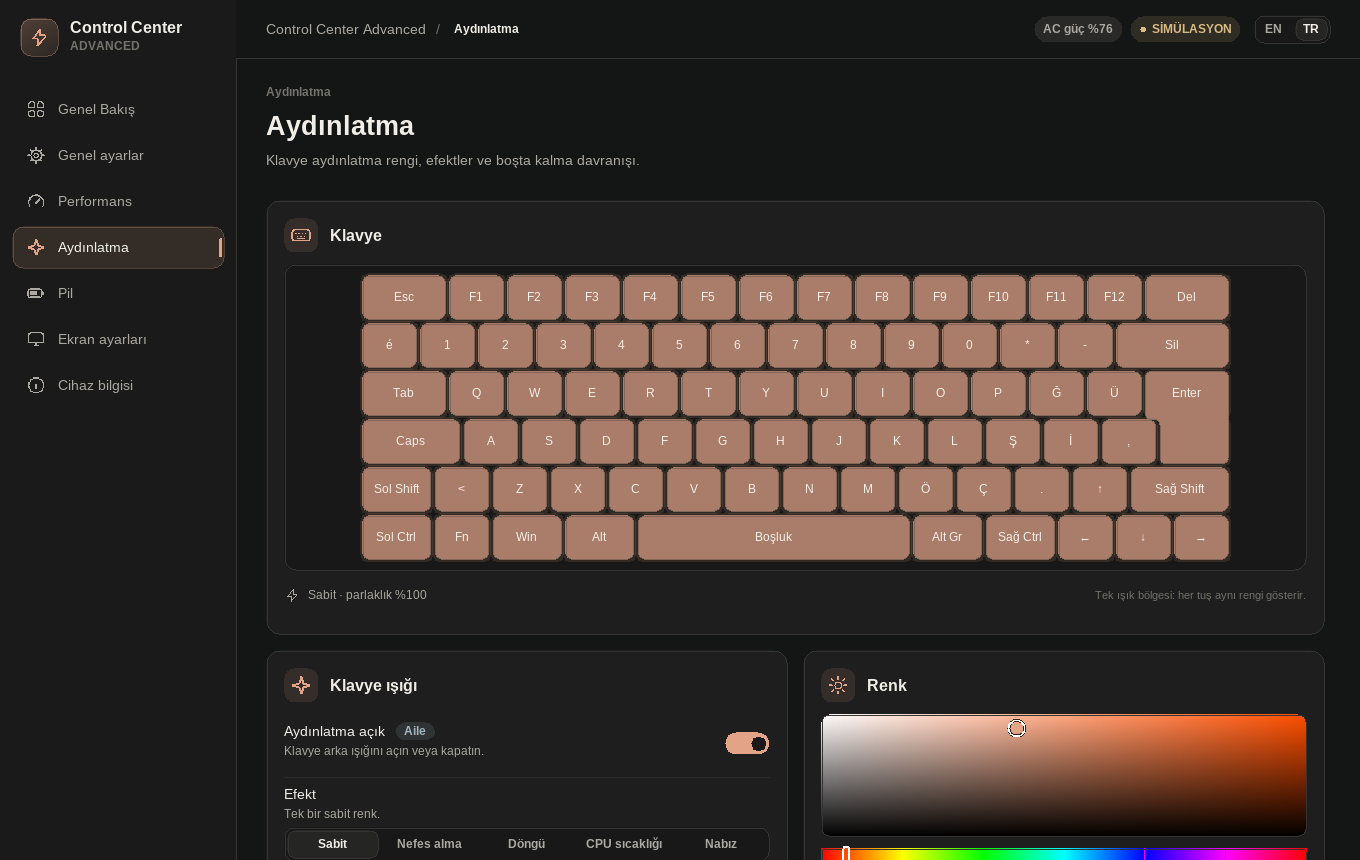 Control Center
ADVANCED
Genel Bakış
Genel ayarlar
Performans
Aydınlatma
Pil
Ekran ayarları
Cihaz bilgisi
Control Center Advanced / Aydınlatma
AC güç %76
SİMÜLASYON
EN TR
Aydınlatma
Aydınlatma
Klavye aydınlatma rengi, efektler ve boşta kalma davranışı.
Klavye
Esc F1 F2 F3 F4 F5 F6 F7 F8 F9 F10 F11 F12 Del
é 1 2 3 4 5 6 7 8 9 0 * - Sil
Tab Q W E R T Y U I O P Ğ Ü Enter
Caps A S D F G H J K L Ş İ ,
Sol Shift < Z X C V B N M Ö Ç . ↑ Sağ Shift
Sol Ctrl Fn Win Alt Boşluk Alt Gr Sağ Ctrl ← ↓ →
Sabit · parlaklık %100
Tek ışık bölgesi: her tuş aynı rengi gösterir.
Klavye ışığı
Aydınlatma açık Aile
Klavye arka ışığını açın veya kapatın.
Efekt
Tek bir sabit renk.
Sabit Nefes alma Döngü CPU sıcaklığı Nabız
Renk